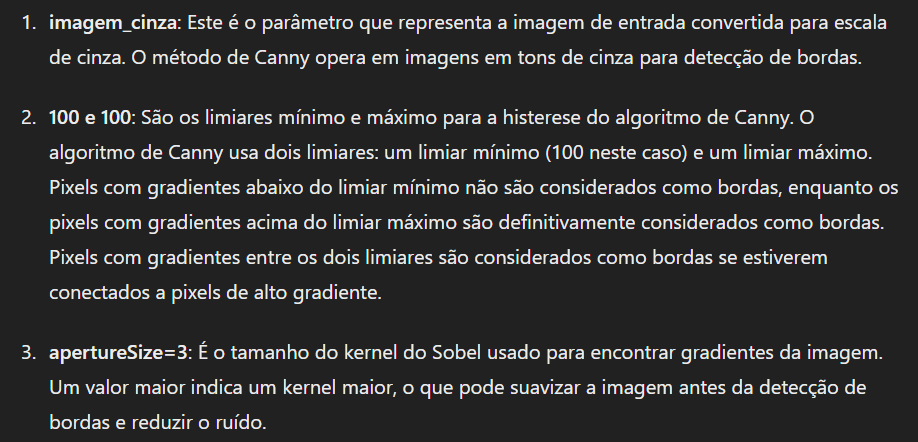 1. imagem_cinza: Este é o parâmetro que representa a imagem de entrada convertida para escala
de cinza. O método de Canny opera em imagens em tons de cinza para detecção de bordas.
2. 100 e 100: São os limiares mínimo e máximo para a histerese do algoritmo de Canny. O
algoritmo de Canny usa dois limiares: um limiar mínimo (100 neste caso) e um limiar máximo.
Pixels com gradientes abaixo do limiar mínimo não são considerados como bordas, enquanto os
pixels com gradientes acima do limiar máximo são definitivamente considerados como bordas.
Pixels com gradientes entre os dois limiares são considerados como bordas se estiverem
conectados a pixels de alto gradiente.
3. apertureSize=3: É o tamanho do kernel do Sobel usado para encontrar gradientes da imagem.
Um valor maior indica um kernel maior, o que pode suavizar a imagem antes da detecção de
bordas e reduzir o ruído.